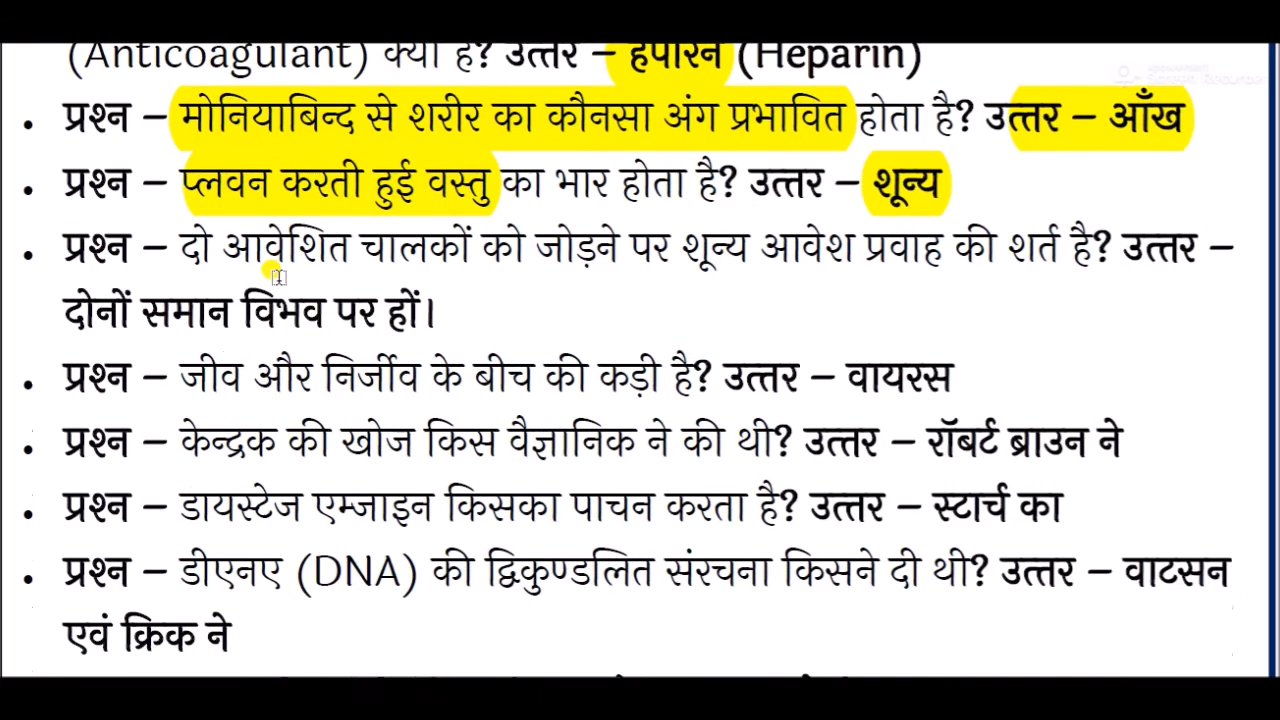 (Anticoagulant) क्या है? उत्तर – हिपेरिन (Heparin)
प्रश्न – मोनियाबिन्द से शरीर का कौनसा अंग प्रभावित होता है? उत्तर – आँख
प्रश्न – प्लवन करती हुई वस्तु का भार होता है? उत्तर – शून्य
प्रश्न – दो आवेशित चालकों को जोड़ने पर शून्य आवेश प्रवाह की शर्त है? उत्तर –
दोनों समान विभव पर हों।
प्रश्न – जीव और निर्जीव के बीच की कड़ी है? उत्तर – वायरस
प्रश्न – केन्द्रक की खोज किस वैज्ञानिक ने की थी? उत्तर – रॉबर्ट ब्राउन ने
प्रश्न – डायस्टेज एम्जाइन किसका पाचन करता है? उत्तर – स्टार्च का
प्रश्न – डीएनए (DNA) की द्विकुण्डलित संरचना किसने दी थी? उत्तर – वाटसन
एवं क्रिक ने